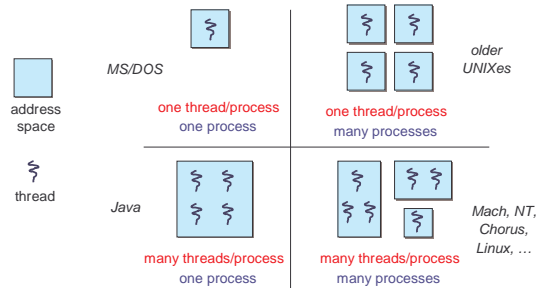 MS/DOS
older
UNIXes
address
space
one thread/process
one process
one thread/process
many processes
thread
Java
Mach, NT,
Chorus,
Linux, …
many threads/process
one process
many threads/process
many processes